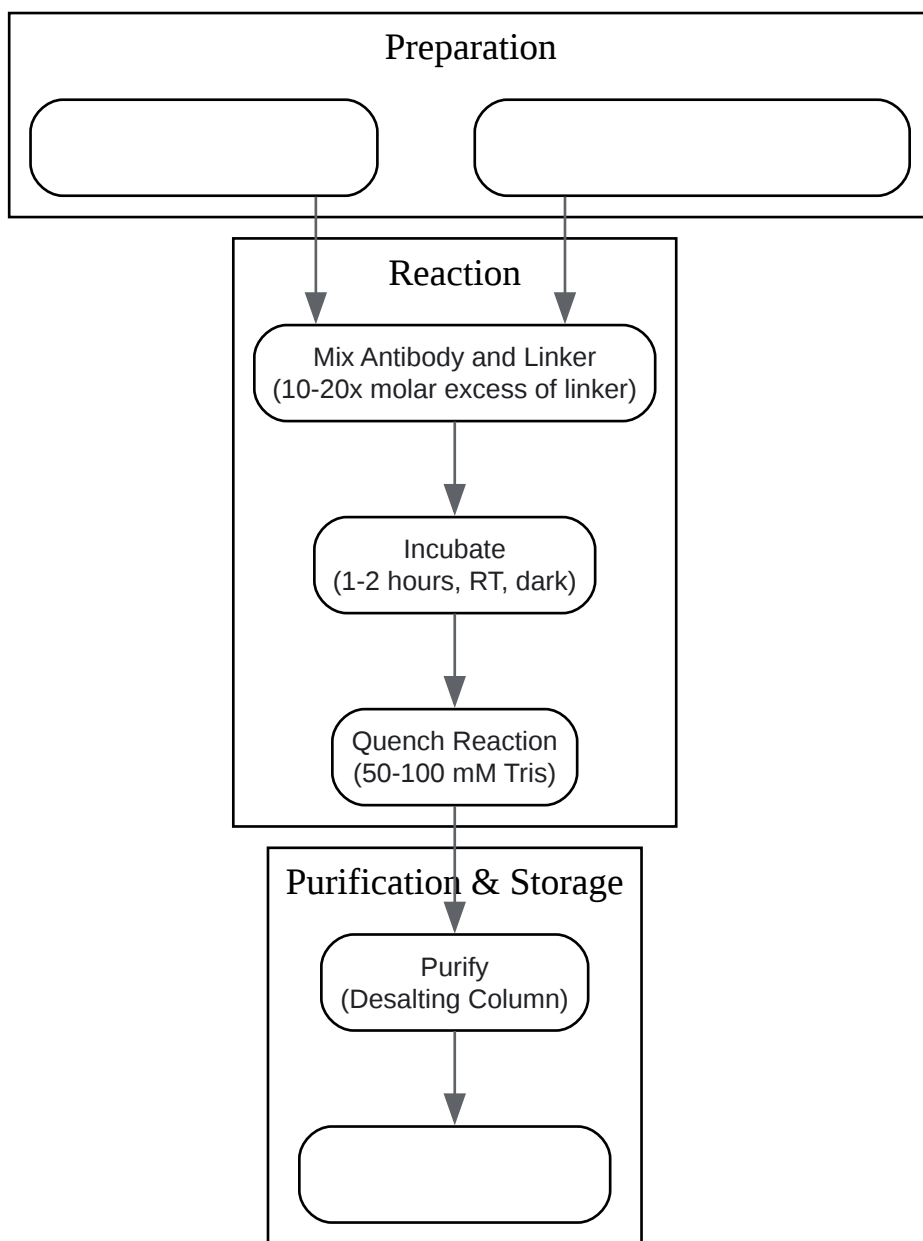 Preparation
Reaction
Mix Antibody and Linker
(10-20x molar excess of linker)
Incubate
(1-2 hours, RT, dark)
Quench Reaction
(50-100 mM Tris)
Purification & Storage
Purify
(Desalting Column)